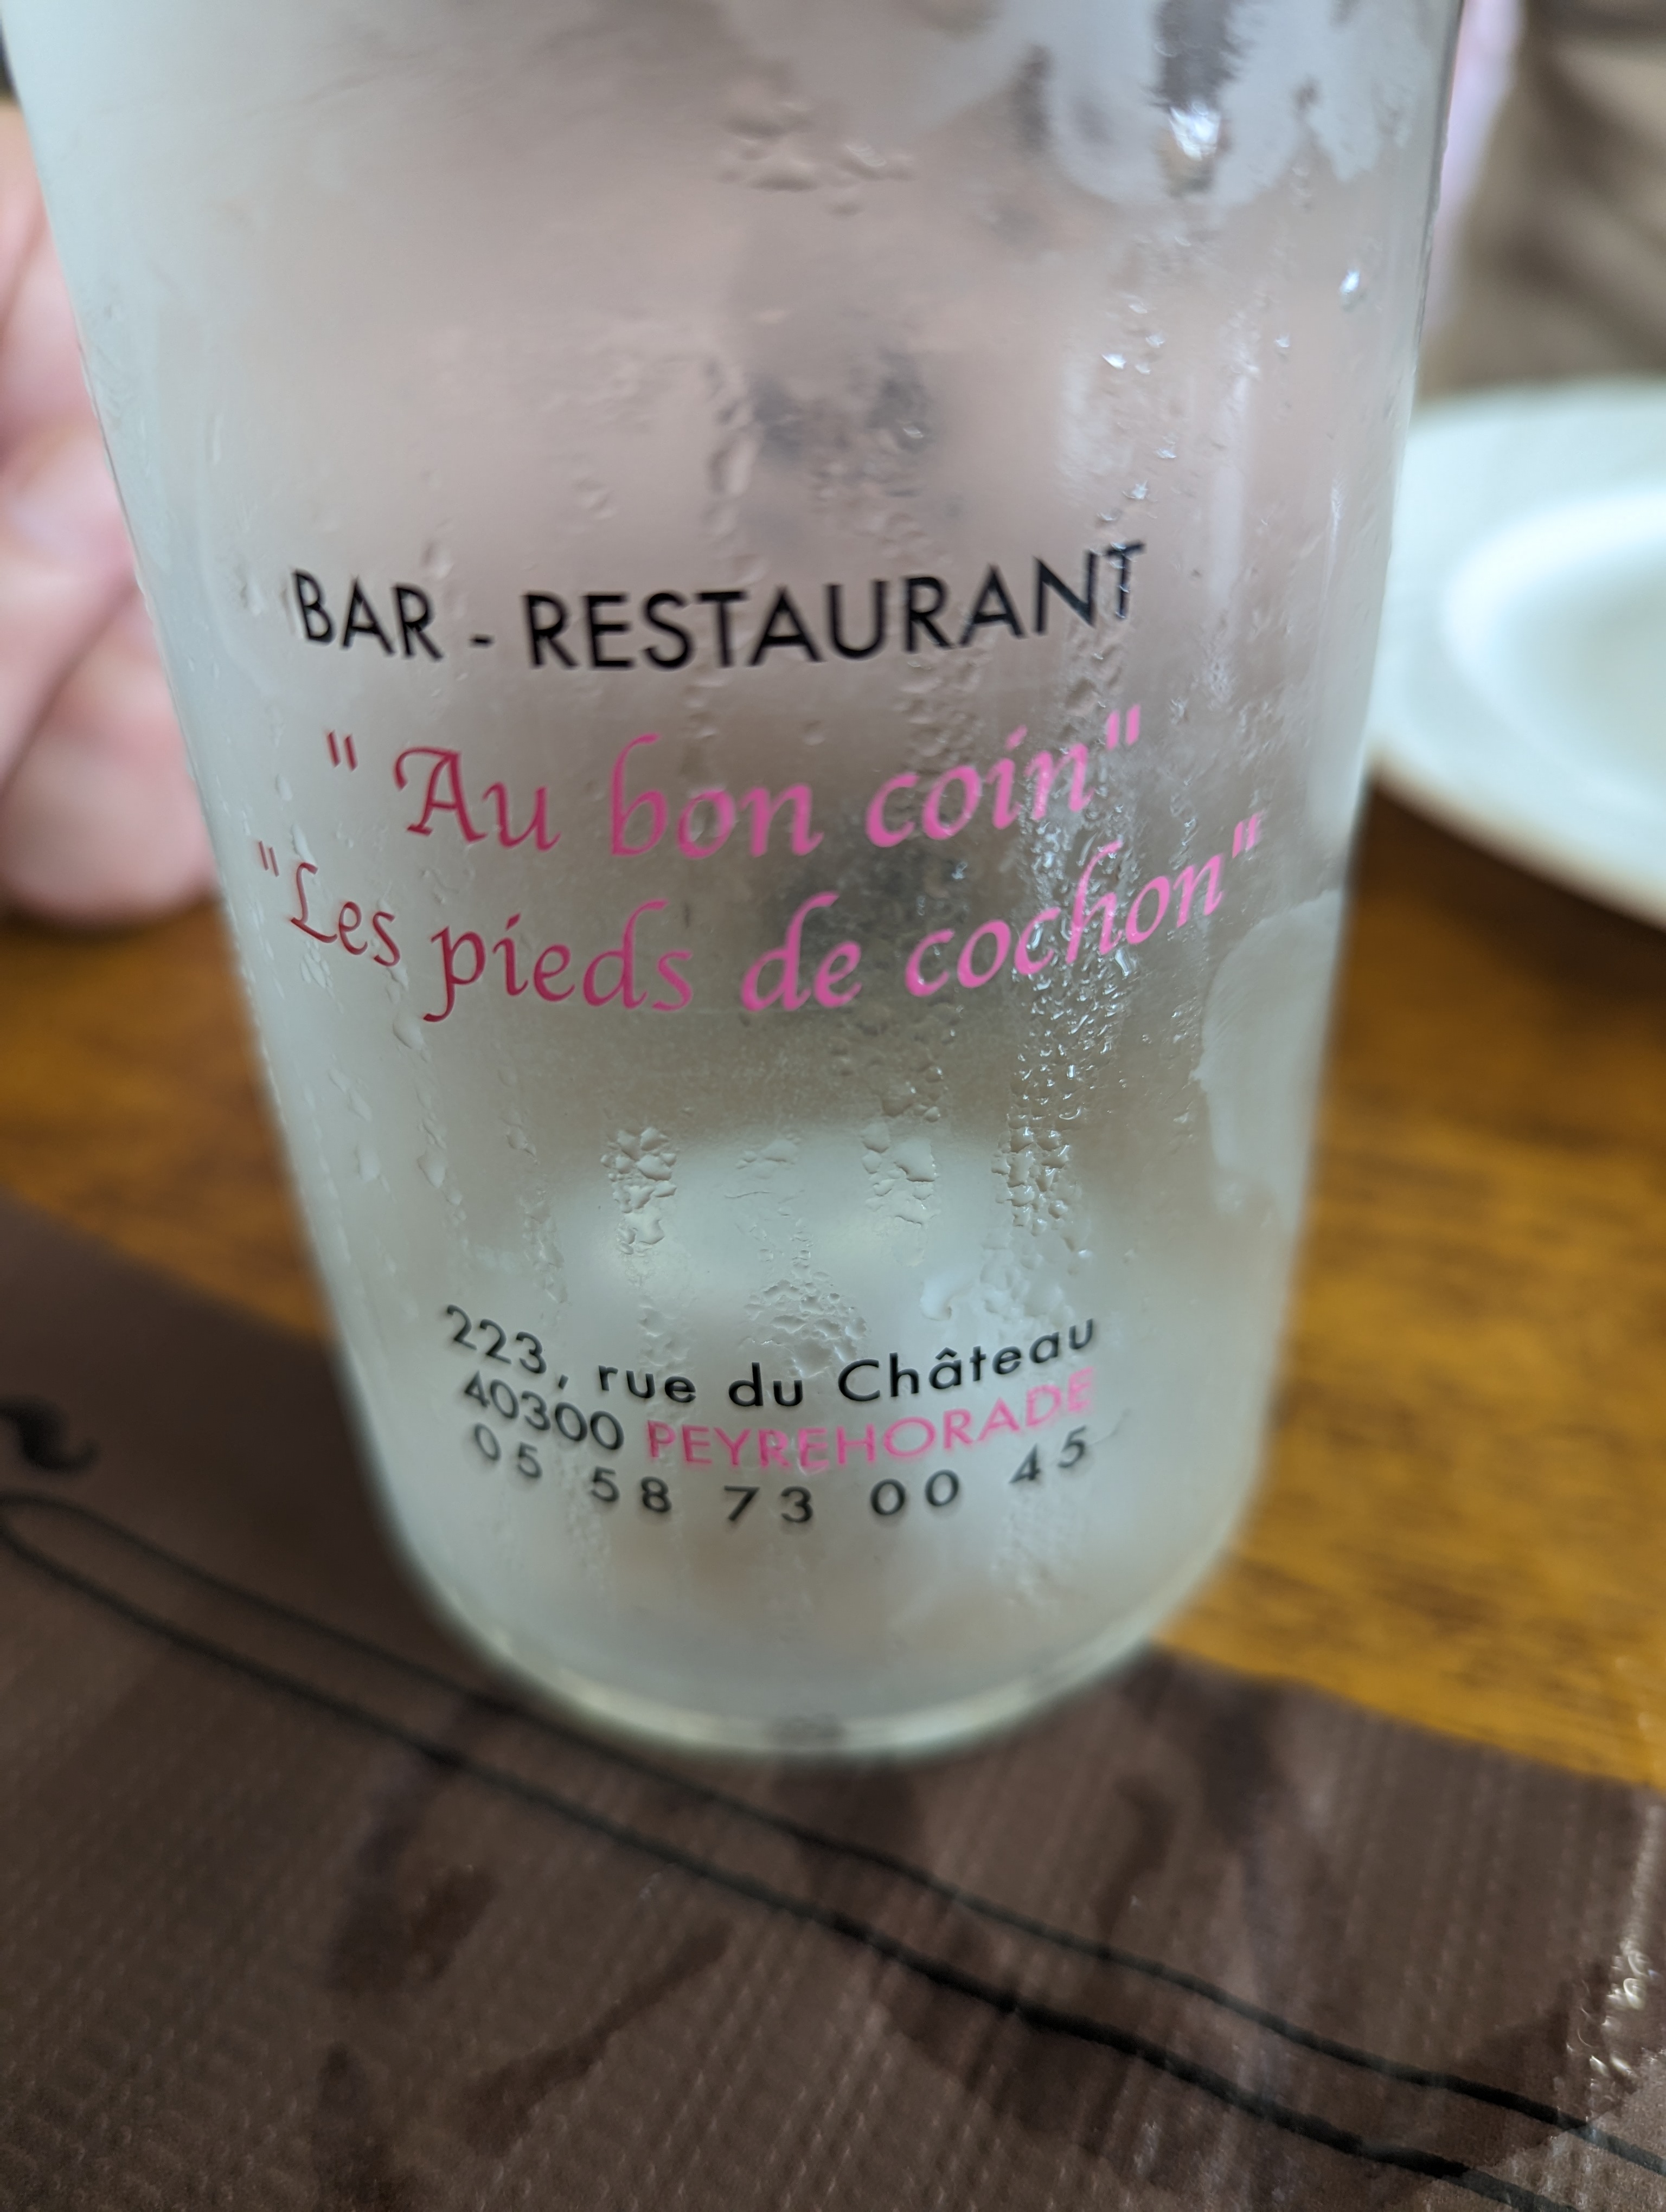 BAR - RESTAURANT
" Au bon coin"
"Les pieds de cochon"
223, rue du Château
40300 PEYREHORADE
05 58 73 00 45